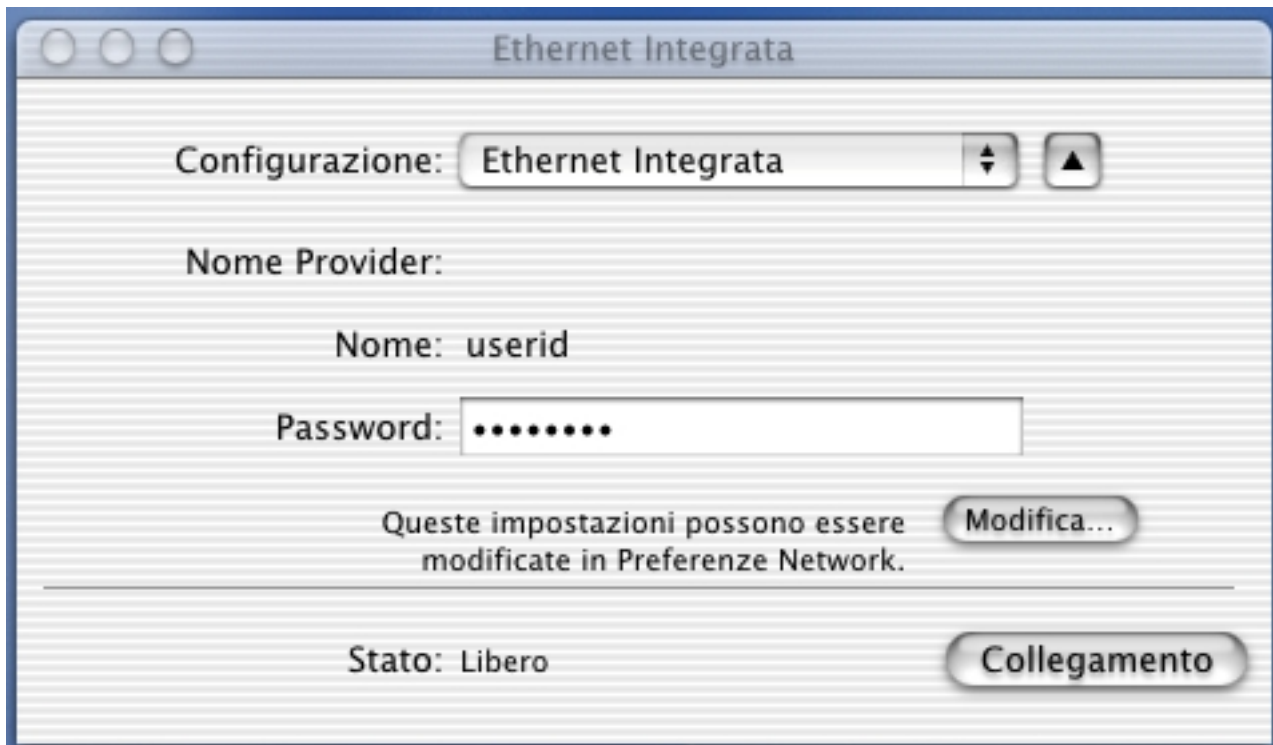 Ethernet Integrata
Configurazione: Ethernet Integrata
Nome Provider:
Nome: userid
Password: ••••••••
Queste impostazioni possono essere Modifica...
modificate in Preferenze Network.
Stato: Libero Collegamento